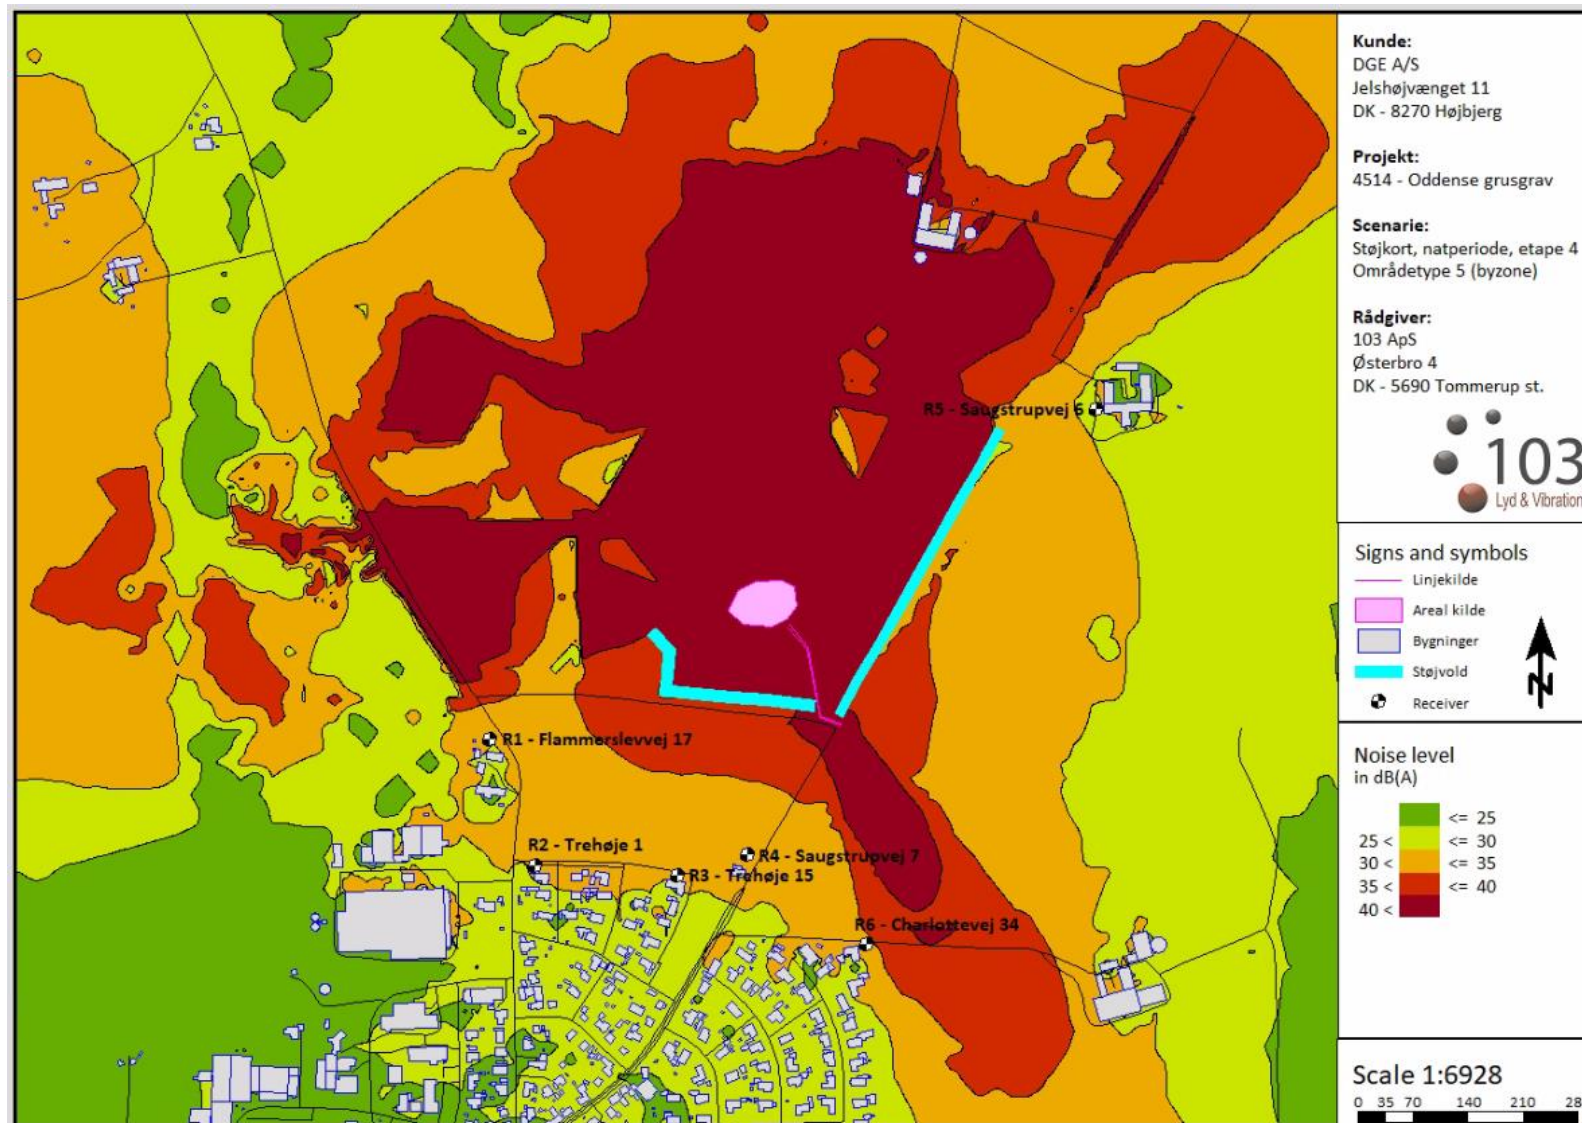 Kunde:
DGE A/S
Jelshøjvænget 11
DK - 8270 Højbjerg
Projekt:
4514 - Oddense grusgrav
Scenarie:
Støjkort, natperiode, etape 4
Områdetype 5 (byzone)
Rådgiver:
103 ApS
Østerbro 4
DK - 5690 Tommerup st.
103
Lyd & Vibration
Signs and symbols
Linjekilde
Areal kilde
Bygninger
Støjvold
Receiver
N
Noise level
in dB(A)
<= 25
25 < <= 30
30 < <= 35
35 < <= 40
40 <
Scale 1:6928
0 35 70 140 210 28
R5 - Saugstrupvej 6
R1 - Flammerslevvej 17
R2 - Trehøje 1
R4 - Saugstrupvej 7
R3 - Trehøje 15
R6 - Charlottevej 34